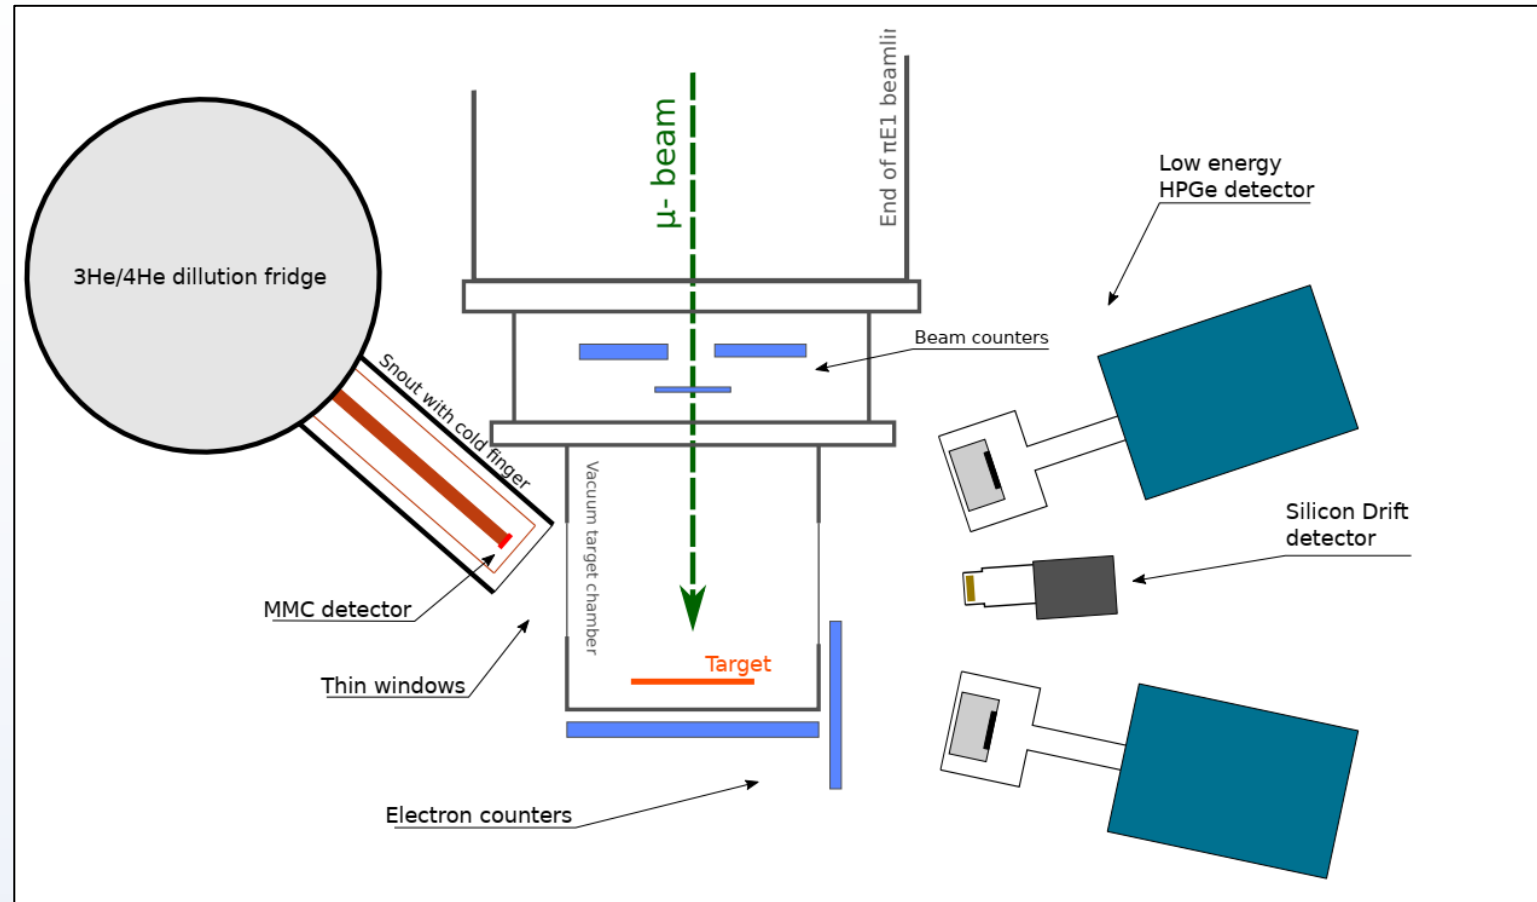 μ- beam
End of πE1 beamlin
Low energy
HPGe detector
3He/4He dillution fridge
Beam counters
Snout with cold finger
Vacuum target chamber
Silicon Drift
detector
MMC detector
Target
Thin windows
Electron counters